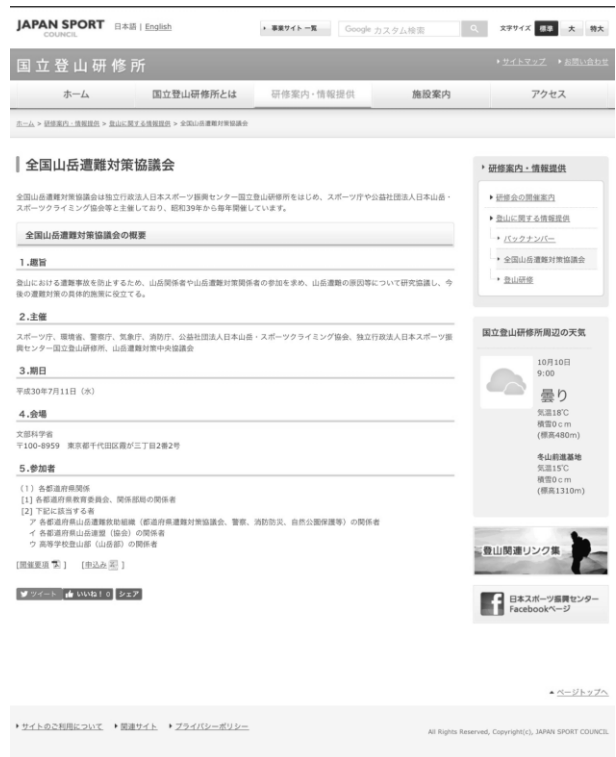 JAPAN SPORT
COUNCIL
日本語 | English
事業サイト一覧
Google カスタム検索
文字サイズ 標準 大 特大
国立登山研修所
サイトマップ お問い合わせ
ホーム 国立登山研修所とは 研修案内・情報提供 施設案内 アクセス
ホーム > 研修案内・情報提供 > 登山に関する情報提供 > 全国山岳遭難対策協議会
全国山岳遭難対策協議会
全国山岳遭難対策協議会は独立行政法人日本スポーツ振興センター国立登山研修所をはじめ、スポーツ庁や公益社団法人日本山岳・
スポーツクライミング協会等と主催しており、昭和39年から毎年開催しています。
全国山岳遭難対策協議会の概要
1.趣旨
登山における遭難事故を防止するため、山岳関係者や山岳遭難対策関係者の参加を求め、山岳遭難の原因等について研究協議し、今
後の遭難対策の具体的施策に役立てる。
2.主催
スポーツ庁、環境省、警察庁、気象庁、消防庁、公益社団法人日本山岳・スポーツクライミング協会、独立行政法人日本スポーツ振
興センター国立登山研修所、山岳遭難対策中央協議会
3.期日
平成30年7月11日（水）
4.会場
文部科学省
〒100-8959 東京都千代田区霞が三丁目2番2号
5.参加者
（1）各都道府県関係
[1] 各都道府県教育委員会、関係部局の関係者
[2] 下記に該当する者
ア 各都道府県山岳遭難救助組織（都道府県遭難対策協議会、警察、消防防災、自然公園保護等）の関係者
イ 各都道府県山岳連盟（協会）の関係者
ウ 高等学校登山部（山岳部）の関係者
[開催要項] [申込み]
ツイート いいね！0 シェア
研修案内・情報提供
研修会の開催案内
登山に関する情報提供
バックナンバー
全国山岳遭難対策協議会
登山研修
国立登山研修所周辺の天気
10月10日
9:00
曇り
気温18℃
積雪0cm
(標高480m)
冬山前進基地
気温15℃
積雪0cm
(標高1310m)
登山関連リンク集
日本スポーツ振興センター
Facebookページ
ページトップへ
サイトのご利用について 関連サイト プライバシーポリシー
All Rights Reserved, Copyright(c), JAPAN SPORT COUNCIL